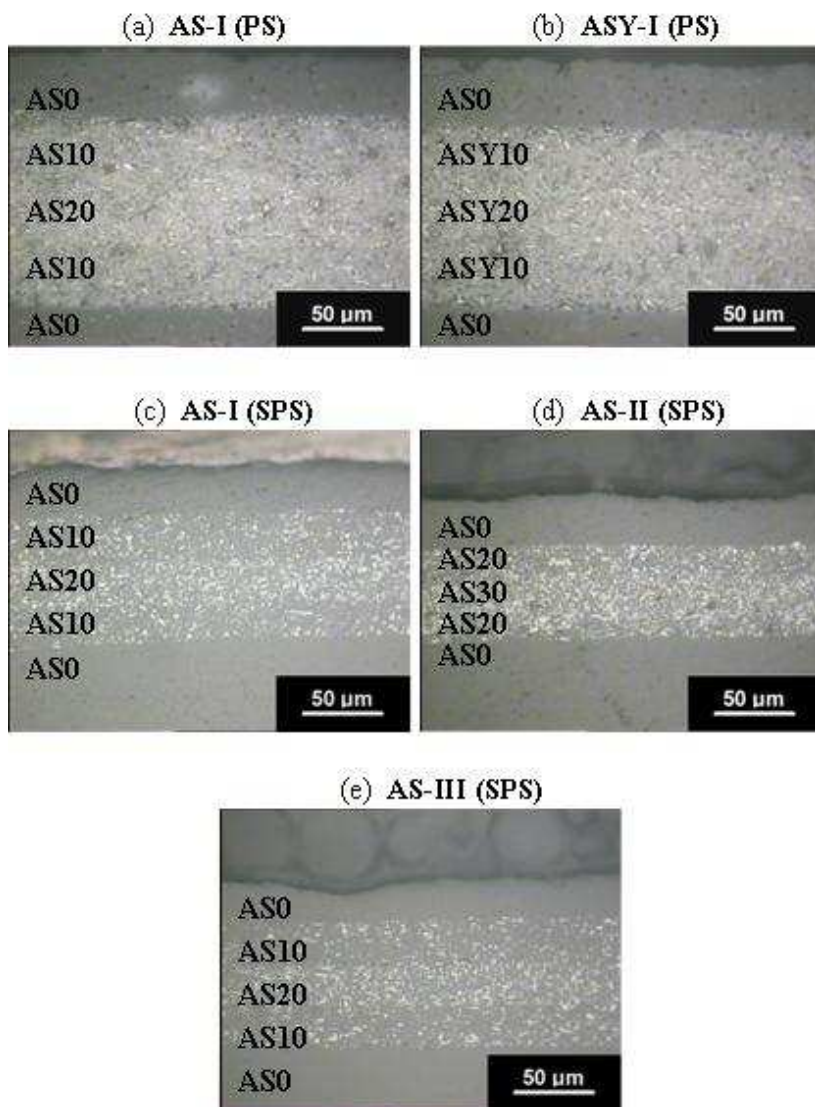 (a) AS-I (PS)
AS0
AS10
AS20
AS10
AS0
50 µm
(b) ASY-I (PS)
AS0
ASY10
ASY20
ASY10
AS0
50 µm
(c) AS-I (SPS)
AS0
AS10
AS20
AS10
AS0
50 µm
(d) AS-II (SPS)
AS0
AS20
AS30
AS20
AS0
50 µm
(e) AS-III (SPS)
AS0
AS10
AS20
AS10
AS0
50 µm